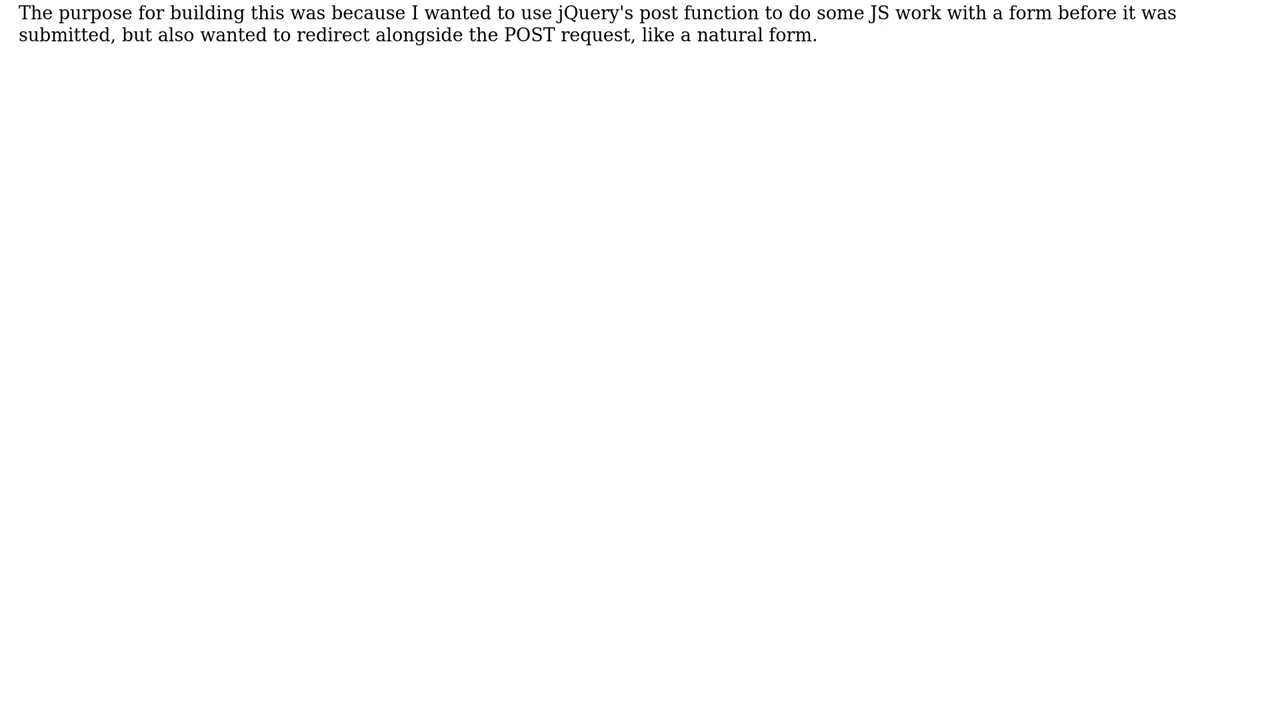 The purpose for building this was because I wanted to use jQuery's post function to do some JS work with a form before it was
submitted, but also wanted to redirect alongside the POST request, like a natural form.